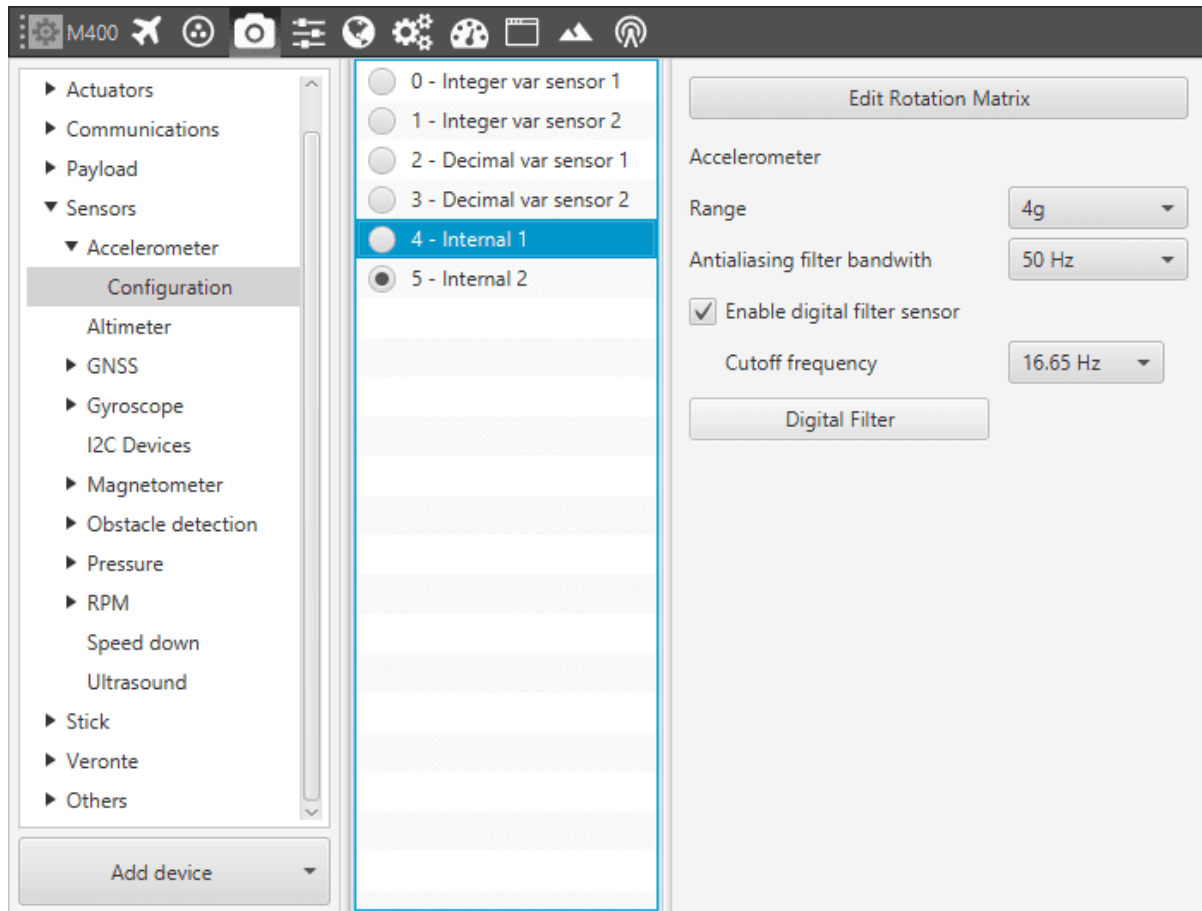 M400
Actuators
Communications
Payload
Sensors
Accelerometer
Configuration
Altimeter
GNSS
Gyroscope
I2C Devices
Magnetometer
Obstacle detection
Pressure
RPM
Speed down
Ultrasound
Stick
Veronte
Others
Add device
0 - Integer var sensor 1
1 - Integer var sensor 2
2 - Decimal var sensor 1
3 - Decimal var sensor 2
4 - Internal 1
5 - Internal 2
Edit Rotation Matrix
Accelerometer
Range 4g
Antialiasing filter bandwith 50 Hz
Enable digital filter sensor
Cutoff frequency 16.65 Hz
Digital Filter